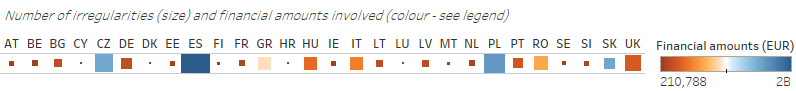 Number of irregularities (size) and financial amounts involved (colour - see legend)
AT BE BG CY CZ DE DK EE ES FI FR GR HR HU IE IT LT LU LV MT NL PL PT RO SE SI SK UK
Financial amounts (EUR)
210,788 2B